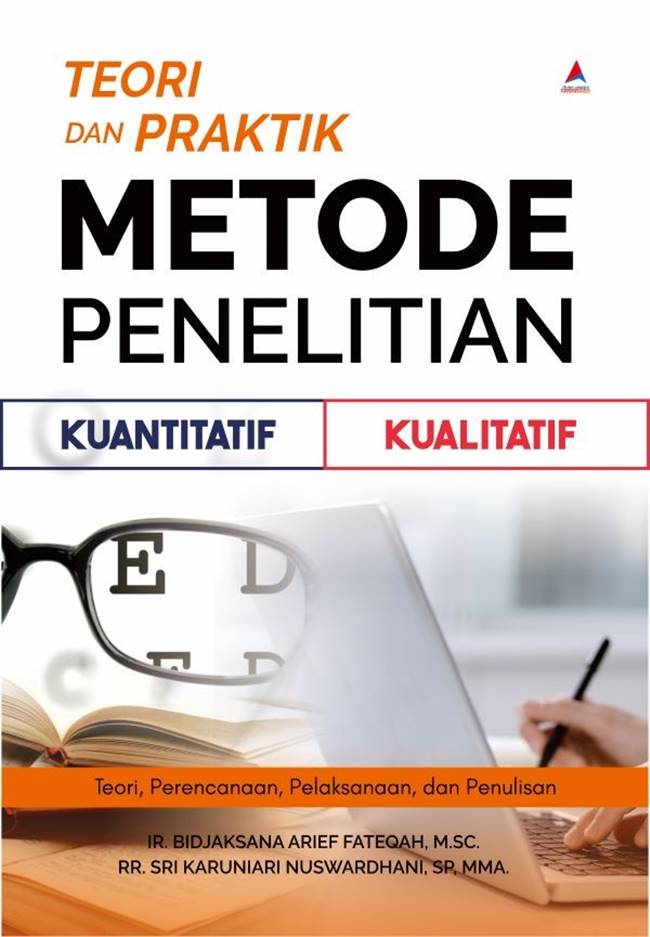 TEORI
DAN PRAKTIK
METODE
PENELITIAN
KUANTITATIF
KUALITATIF
E D
Teori, Perencanaan, Pelaksanaan, dan Penulisan
IR. BIDJAKSANA ARIEF FATEQAH, M.SC.
RR. SRI KARUNIARI NUSWARDHANI, SP, MMA.